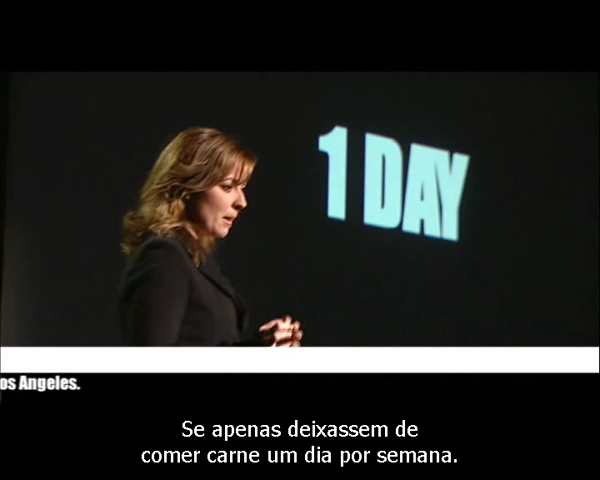 1 DAY
os Angeles.
Se apenas deixassem de
comer carne um dia por semana.